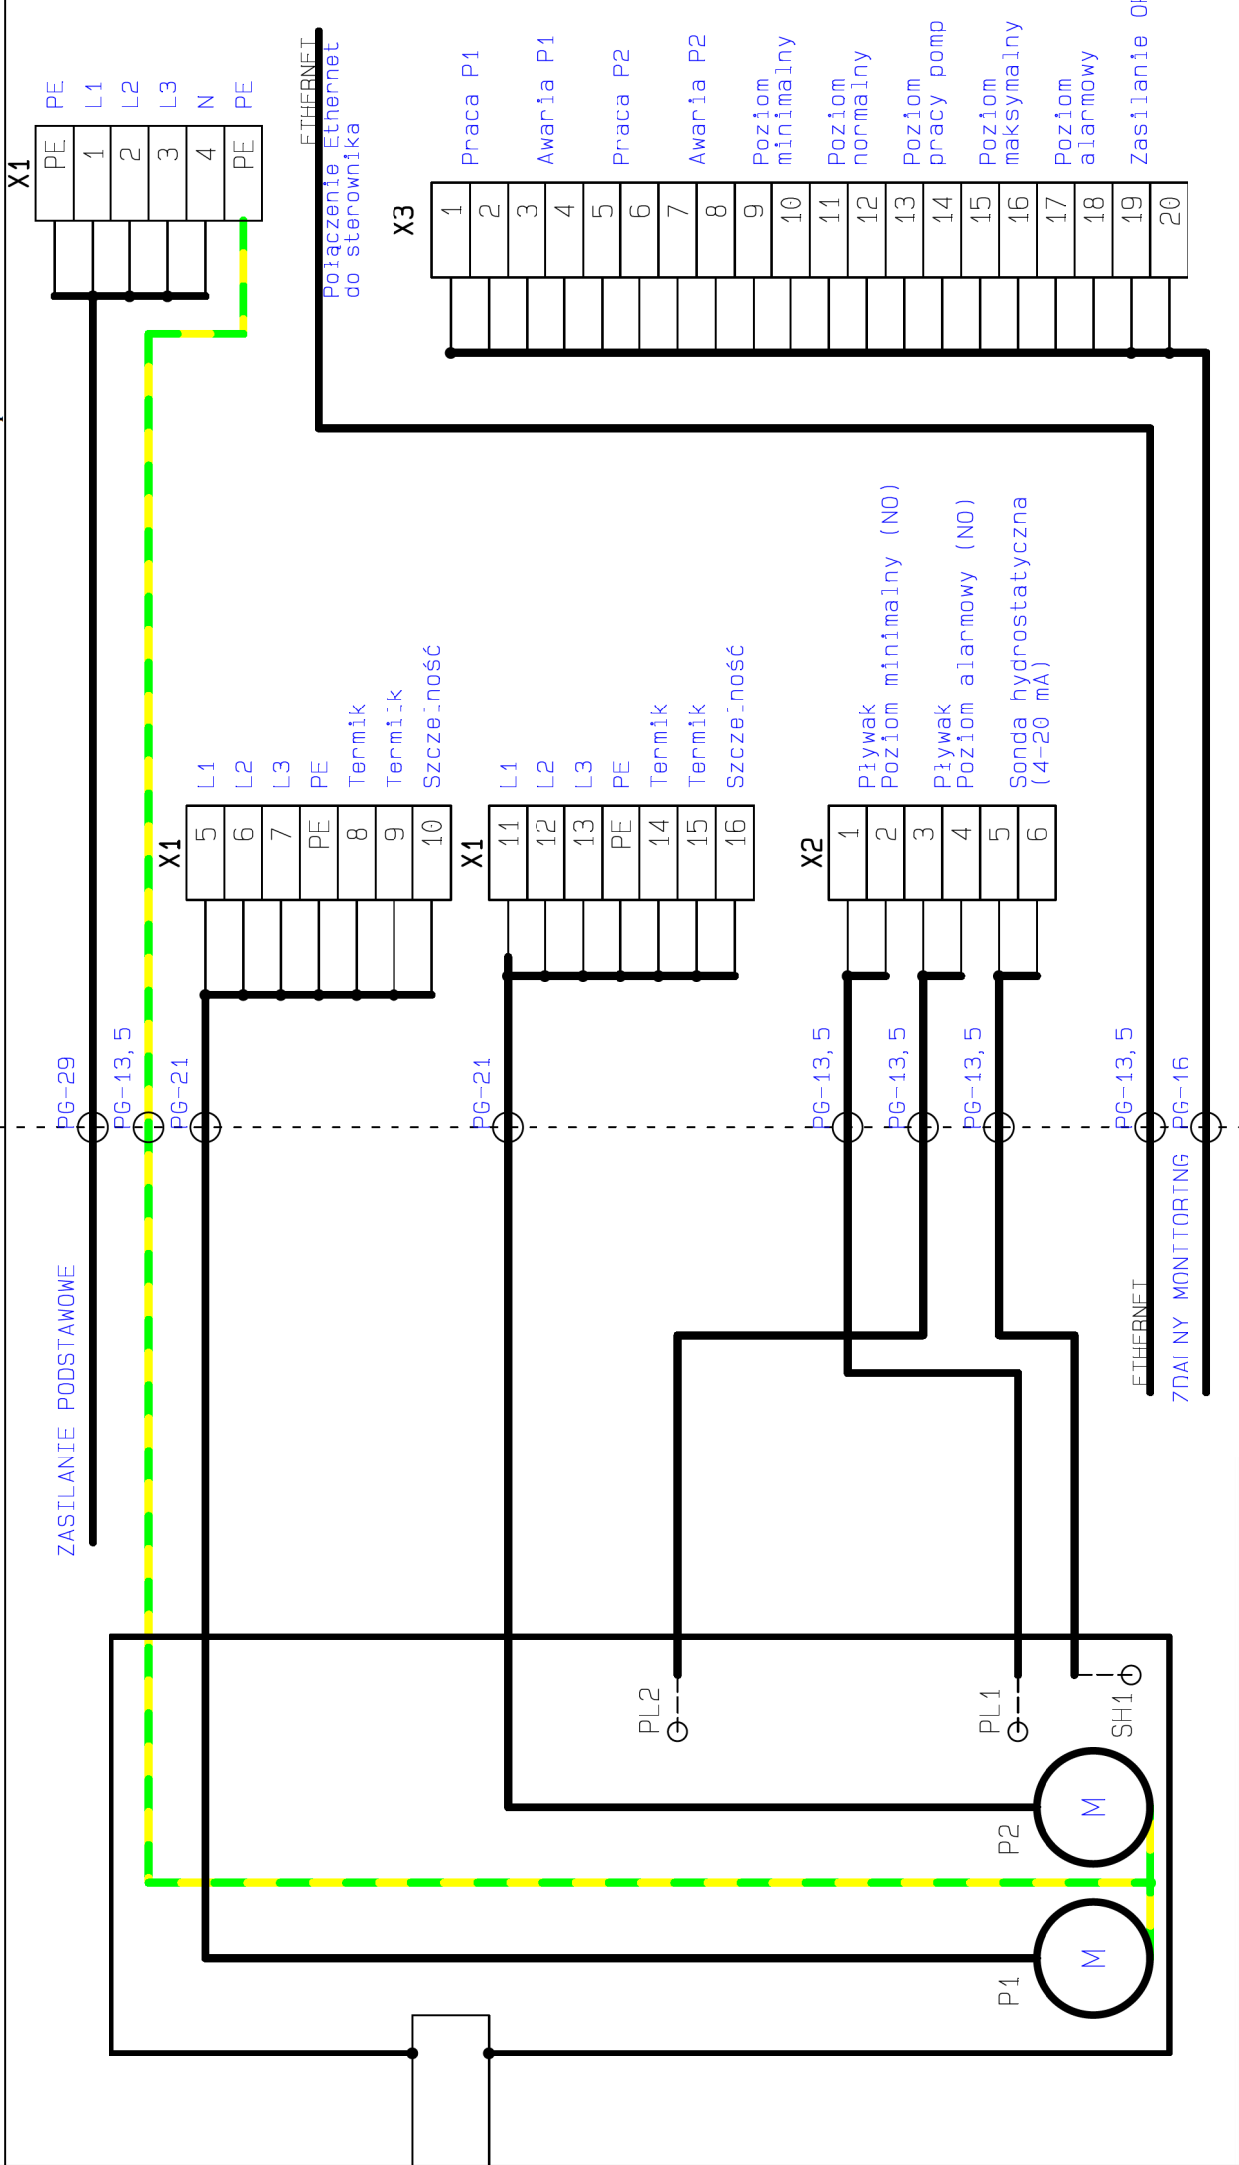 X1
PE
1
2
3
4
PE
PE
L1
L2
L3
N
PE
ETHERNET
Połączenie Ethernet
do sterownika
X3
1
2
3
4
5
6
7
8
9
10
11
12
13
14
15
16
17
18
19
20
Praca P1
Awaria P1
Praca P2
Awaria P2
Poziom
minimalny
Poziom
normalny
Poziom
pracy pomp
Poziom
maksymalny
Poziom
alarmowy
Zasilanie
X1
5
6
7
PE
8
9
10
L1
L2
L3
PE
Termik
Termik
Szczelność
X1
11
12
13
PE
14
15
16
L1
L2
L3
PE
Termik
Termik
Szczelność
X2
1
2
3
4
5
6
Pływak
Poziom minimalny (NO)
Pływak
Poziom alarmowy (NO)
Sonda hydrostatyczna
(4-20 mA)
PG-29
PG-13,5
PG-21
PG-21
PG-13,5
PG-13,5
PG-13,5
PG-13,5
PG-16
ZASILANIE PODSTAWOWE
ETHERNET
ZDALNY MONITORING
PL2
PL1
SH1
P2
M
P1
M